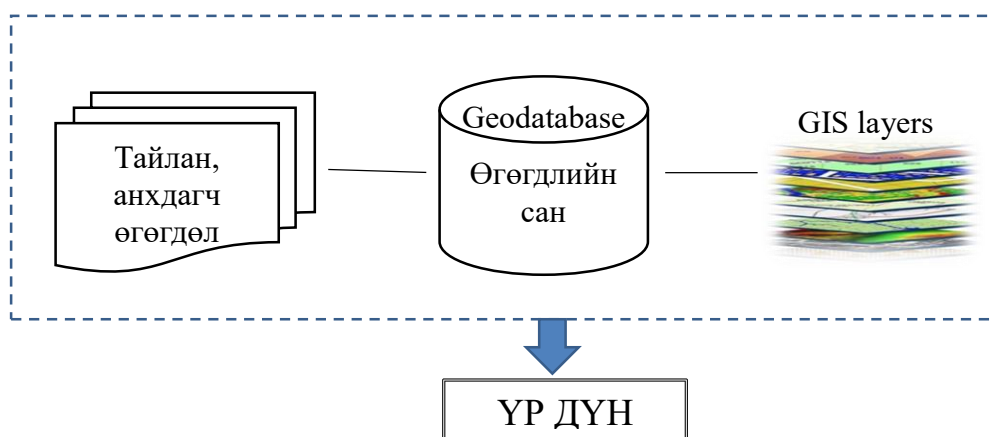 Тайлан,
анхдагч
өгөгдөл
Geodatabase
Өгөгдлийн
сан
GIS layers
ҮР ДҮН